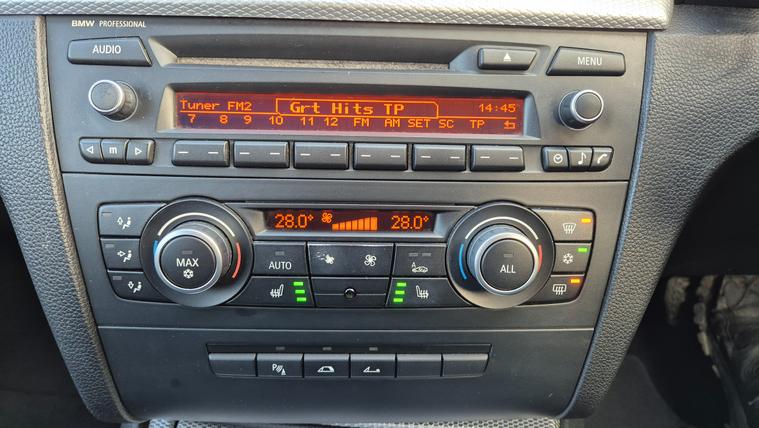 BMW PROFESSIONAL
AUDIO
MENU
Tuner FM2 Grt Hits TP 14:45
7 8 9 10 11 12 FM AM SET SC TP
m
28.0° 28.0°
MAX
AUTO
A
ALL
P